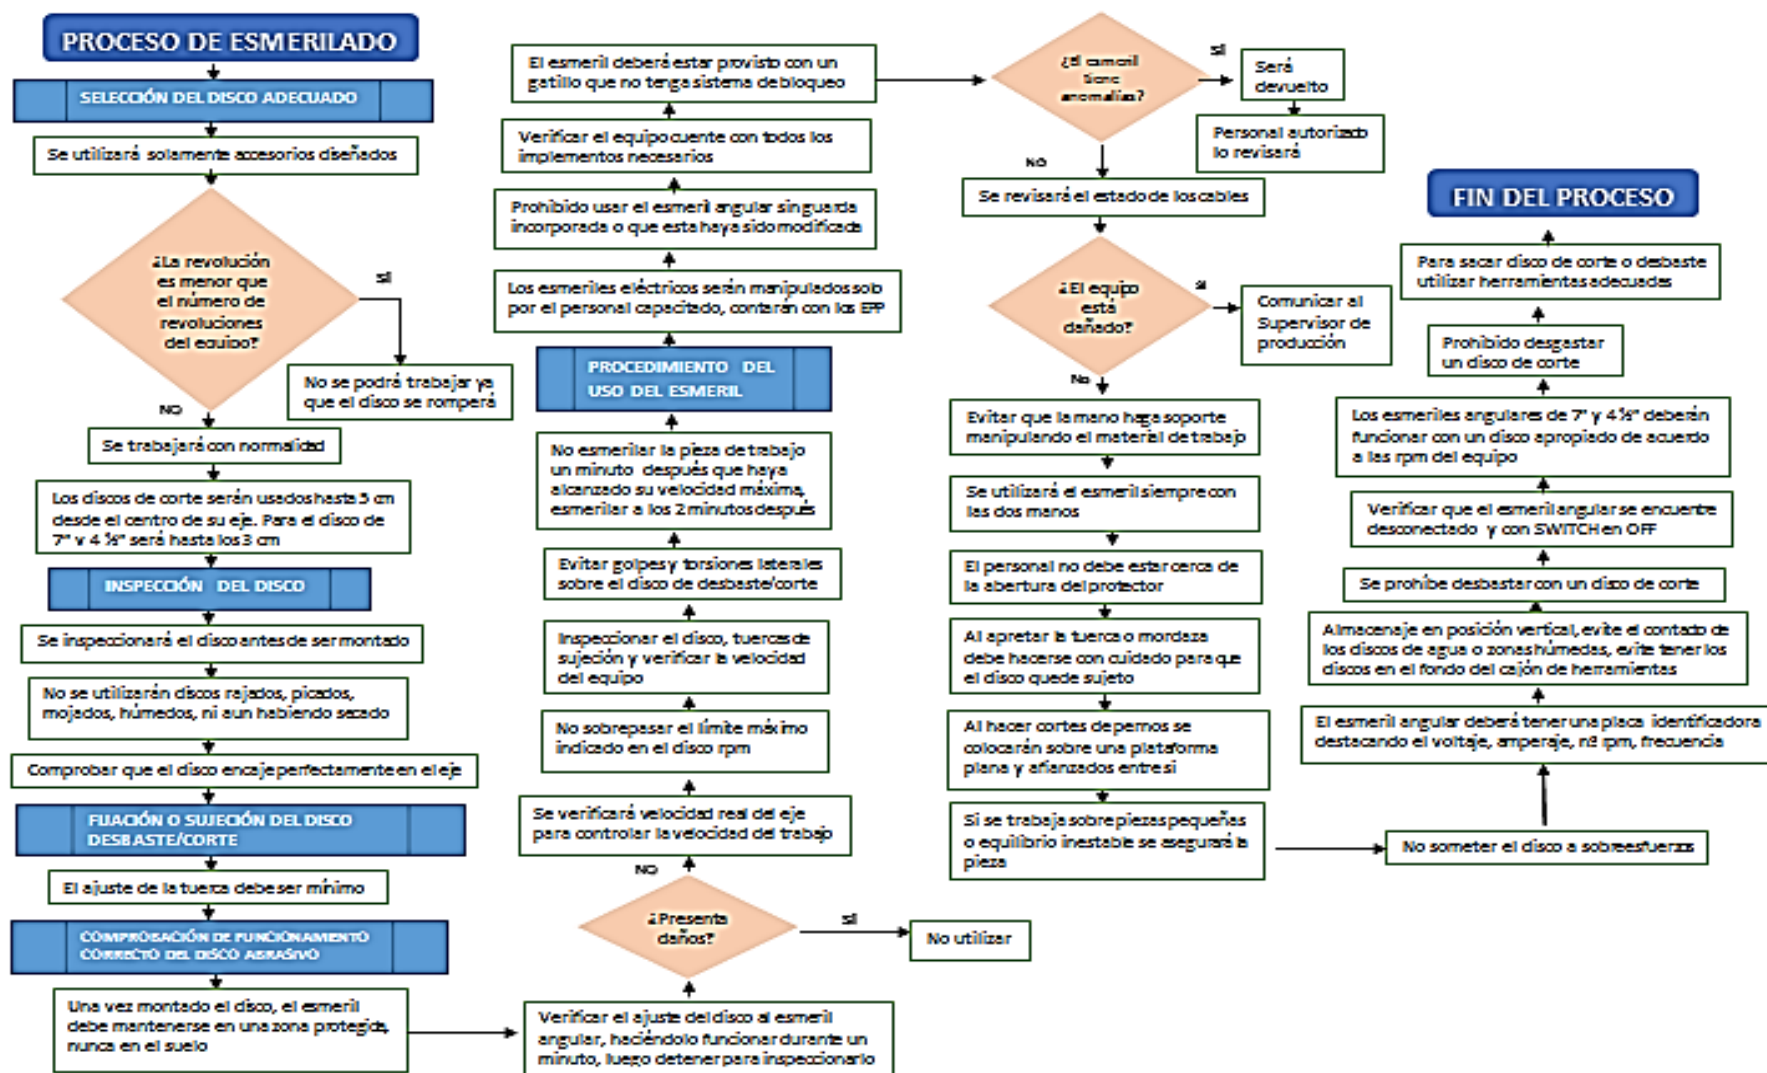 PROCESO DE ESMERILADO
SELECCIÓN DEL DISCO ADECUADO
Se utilizará solamente accesorios diseñados
¿La revolución
es menor que
el número de
revoluciones
del equipo?
SI
No se podrá trabajar ya
que el disco se romperá
NO
Se trabajará con normalidad
Los discos de corte serán usados hasta 5 cm
desde el centro de su eje. Para el disco de
7" y 4 ½" será hasta los 3 cm
INSPECCIÓN DEL DISCO
Se inspeccionará el disco antes de ser montado
No se utilizarán discos rajados, picados,
mojados, húmedos, ni aun habiendo secado
Comprobar que el disco encaje perfectamente en el eje
FIJACIÓN O SUJECIÓN DEL DISCO
DESBASTE/CORTE
El ajuste de la tuerca debe ser mínimo
COMPROBACIÓN DE FUNCIONAMIENTO
CORRECTO DEL DISCO ABRASIVO
Una vez montado el disco, el esmeril
debe mantenerse en una zona protegida,
nunca en el suelo
Verificar el ajuste del disco al esmeril
angular, haciéndolo funcionar durante un
minuto, luego detener para inspeccionarlo
¿Presenta
daños?
SI
No utilizar
NO
Se verificará velocidad real del eje
para controlar la velocidad del trabajo
No sobrepasar el límite máximo
indicado en el disco rpm
Inspeccionar el disco, tuercas de
sujeción y verificar la velocidad
del equipo
Evitar golpes y torsiones laterales
sobre el disco de desbaste/corte
No esmerilar la pieza de trabajo
un minuto después que haya
alcanzado su velocidad máxima,
esmerilar a los 2 minutos después
PROCEDIMIENTO DEL
USO DEL ESMERIL
Los esmeriles eléctricos serán manipulados solo
por el personal capacitado, contarán con los EPP
Prohibido usar el esmeril angular sin guarda
incorporada o que esta haya sido modificada
Verificar el equipo cuente con todos los
implementos necesarios
El esmeril deberá estar provisto con un
gatillo que no tenga sistema de bloqueo
¿El esmeril
tiene
anomalías?
SI
Será
devuelto
Personal autorizado
lo revisará
NO
Se revisará el estado de los cables
¿El equipo
está
dañado?
SI
Comunicar al
Supervisor de
producción
No
Evitar que la mano haga soporte
manipulando el material de trabajo
Se utilizará el esmeril siempre con
las dos manos
El personal no debe estar cerca de
la abertura del protector
Al apretar la tuerca o mordaza
debe hacerse con cuidado para que
el disco quede sujeto
Al hacer cortes de pernos se
colocarán sobre una plataforma
plana y afianzados entre si
Si se trabaja sobre piezas pequeñas
o equilibrio inestable se asegurará la
pieza
No someter el disco a sobreesfuerzos
El esmeril angular deberá tener una placa identificadora
destacando el voltaje, amperaje, nº rpm, frecuencia
Almacenaje en posición vertical, evite el contado de
los discos de agua o zonas húmedas, evite tener los
discos en el fondo del cajón de herramientas
Se prohíbe desbastar con un disco de corte
Verificar que el esmeril angular se encuentre
desconectado y con SWITCH en OFF
Los esmeriles angulares de 7" y 4 ½" deberán
funcionar con un disco apropiado de acuerdo
a las rpm del equipo
Prohibido desgastar
un disco de corte
Para sacar disco de corte o desbaste
utilizar herramientas adecuadas
FIN DEL PROCESO